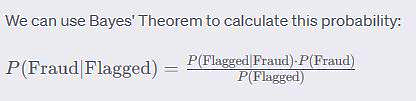 We can use Bayes' Theorem to calculate this probability:
P(Fraud|Flagged) = P(Flagged|Fraud)·P(Fraud) / P(Flagged)